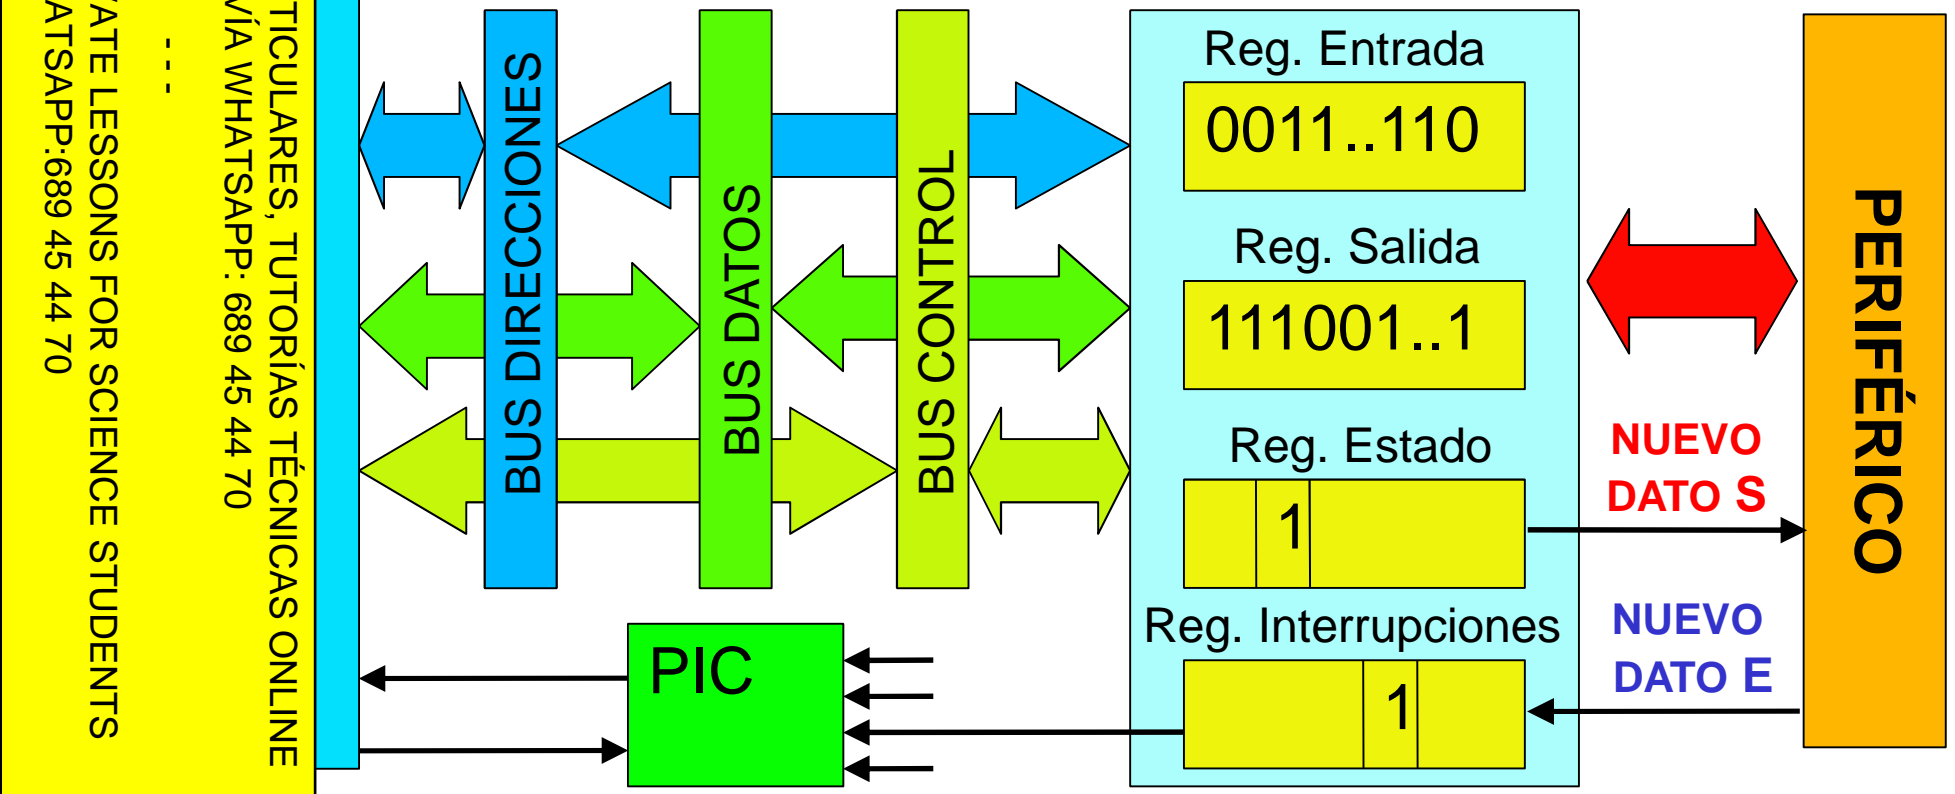 TICULARES, TUTORÍAS TÉCNICAS ONLINE
VÍA WHATSAPP: 689 45 44 70
- - -
LESSONS FOR SCIENCE STUDENTS
689 45 44 70
BUS DIRECCIONES
BUS DATOS
BUS CONTROL
Reg. Entrada
0011..110
Reg. Salida
111001..1
Reg. Estado
1
Reg. Interrupciones
1
PIC
NUEVO
DATO S
NUEVO
DATO E
PERIFÉRICO